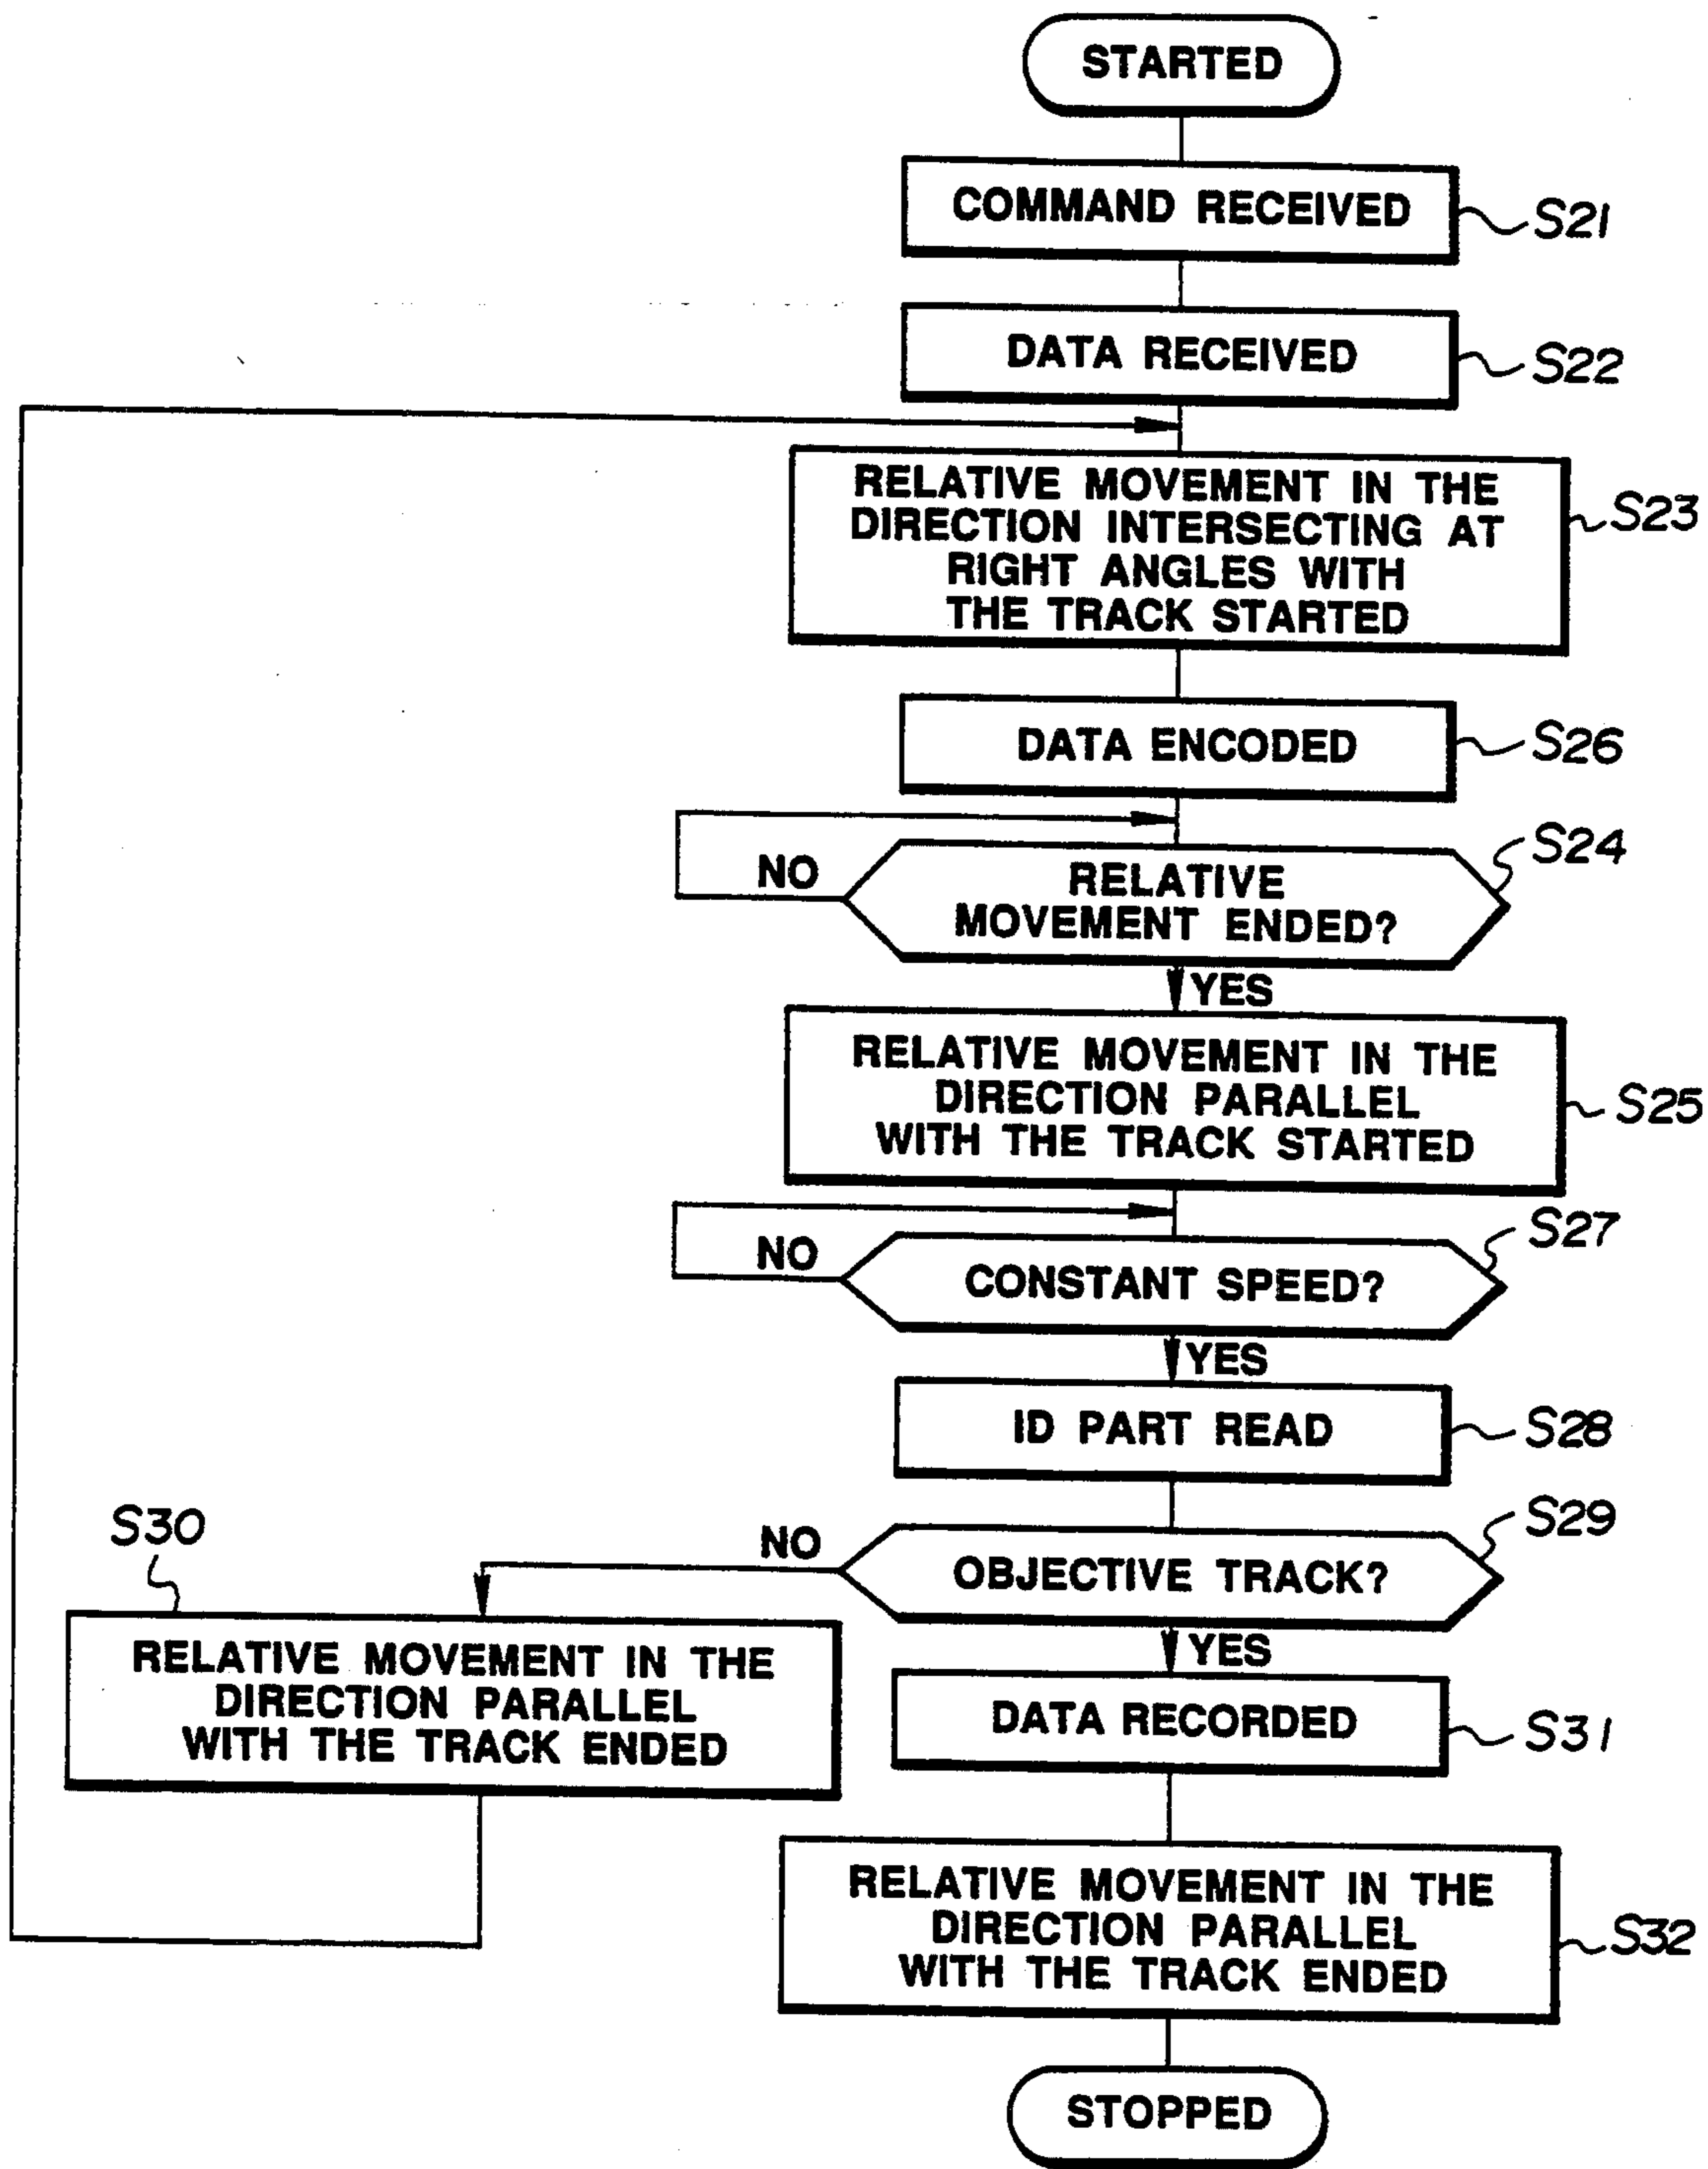 STARTED
COMMAND RECEIVED
S21
DATA RECEIVED
S22
RELATIVE MOVEMENT IN THE
DIRECTION INTERSECTING AT
RIGHT ANGLES WITH
THE TRACK STARTED
S23
DATA ENCODED
S26
NO
RELATIVE
MOVEMENT ENDED?
S24
YES
RELATIVE MOVEMENT IN THE
DIRECTION PARALLEL
WITH THE TRACK STARTED
S25
NO
CONSTANT SPEED?
S27
YES
ID PART READ
S28
NO
OBJECTIVE TRACK?
S29
S30
RELATIVE MOVEMENT IN THE
DIRECTION PARALLEL
WITH THE TRACK ENDED
YES
DATA RECORDED
S31
RELATIVE MOVEMENT IN THE
DIRECTION PARALLEL
WITH THE TRACK ENDED
S32
STOPPED